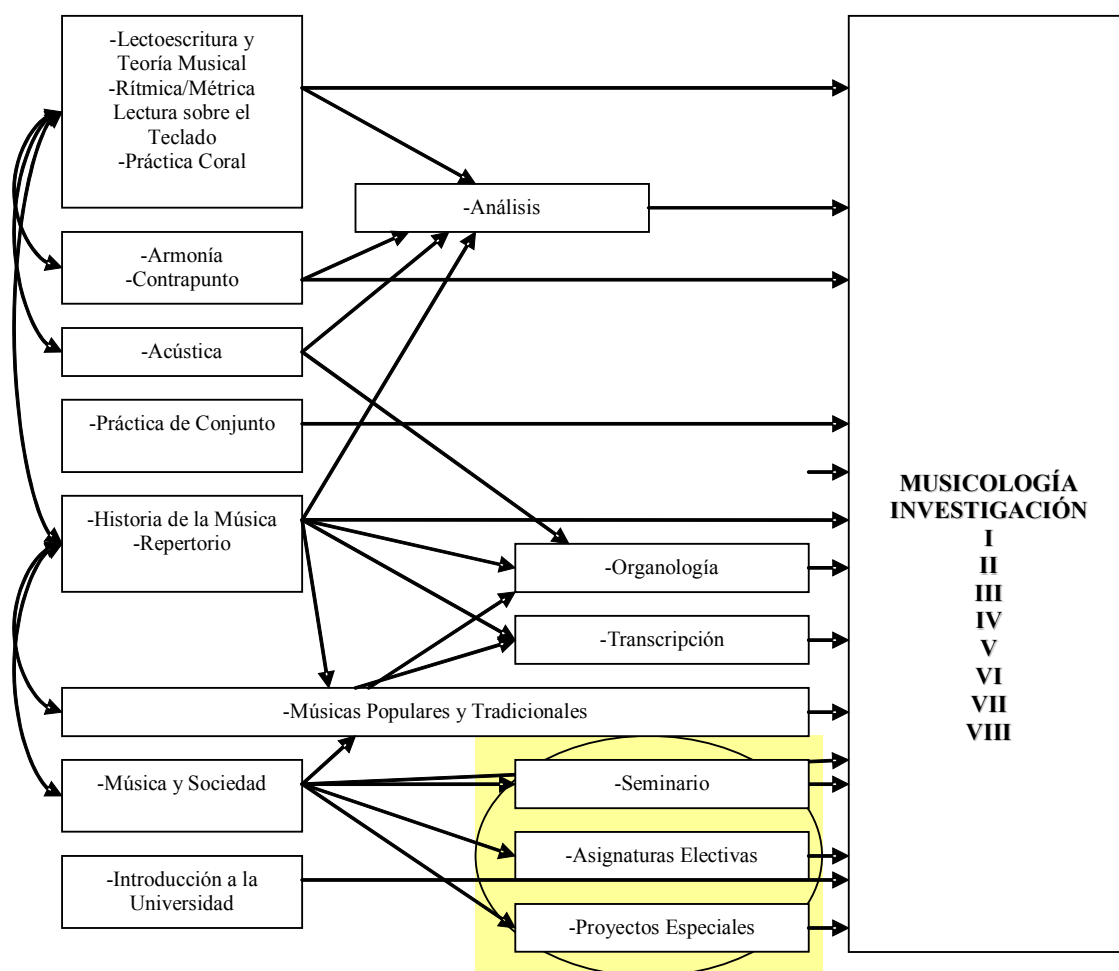 -Lectoescritura y
Teoría Musical
-Rítmica/Métrica
Lectura sobre el
Teclado
-Práctica Coral
-Análisis
-Armonía
-Contrapunto
-Acústica
-Práctica de Conjunto
-Historia de la Música
-Repertorio
-Organología
-Transcripción
-Músicas Populares y Tradicionales
-Música y Sociedad
-Seminario
-Asignaturas Electivas
-Introducción a la
Universidad
-Proyectos Especiales
MUSICOLOGÍA
INVESTIGACIÓN
I
II
III
IV
V
VI
VII
VIII